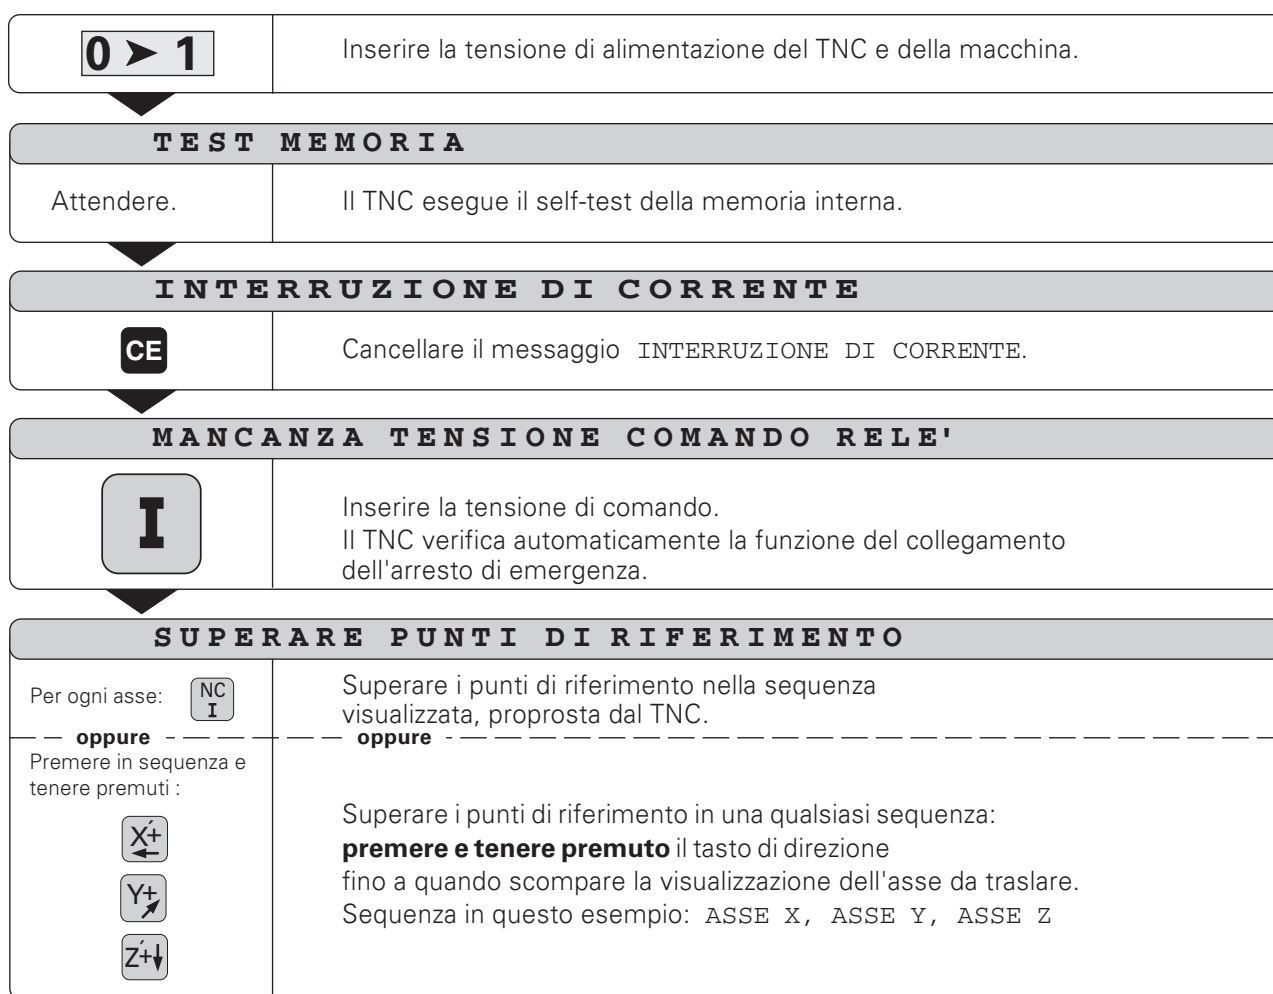 0 ➤ 1
Inserire la tensione di alimentazione del TNC e della macchina.
TEST MEMORIA
Attendere.
Il TNC esegue il self-test della memoria interna.
INTERRUZIONE DI CORRENTE
CE
Cancellare il messaggio INTERRUZIONE DI CORRENTE.
MANCANZA TENSIONE COMANDO RELE'
I
Inserire la tensione di comando.
Il TNC verifica automaticamente la funzione del collegamento
dell'arresto di emergenza.
SUPERARE PUNTI DI RIFERIMENTO
Per ogni asse:
NC
I
Superare i punti di riferimento nella sequenza
visualizzata, proprosta dal TNC.
oppure
oppure
Premere in sequenza e
tenere premuti :
X´+
Y+
Z´+
Superare i punti di riferimento in una qualsiasi sequenza:
premere e tenere premuto il tasto di direzione
fino a quando scompare la visualizzazione dell'asse da traslare.
Sequenza in questo esempio: ASSE X, ASSE Y, ASSE Z